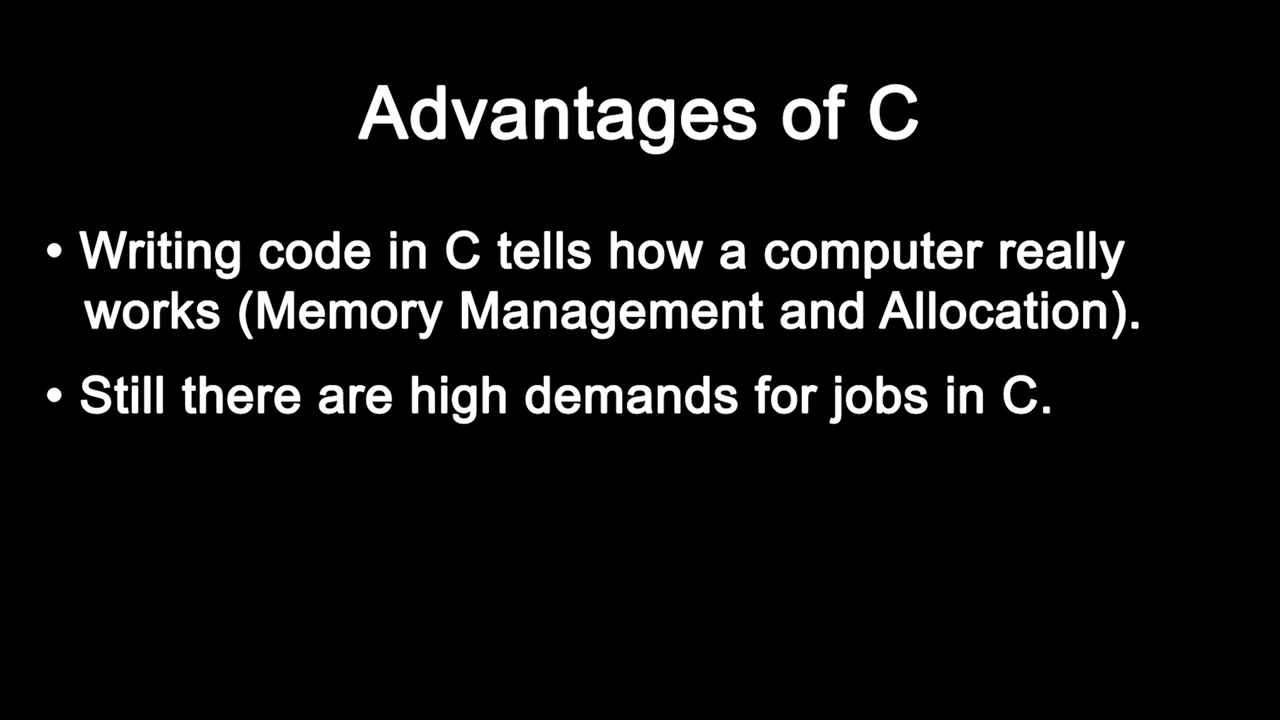 Advantages of C
• Writing code in C tells how a computer really
works (Memory Management and Allocation).
• Still there are high demands for jobs in C.